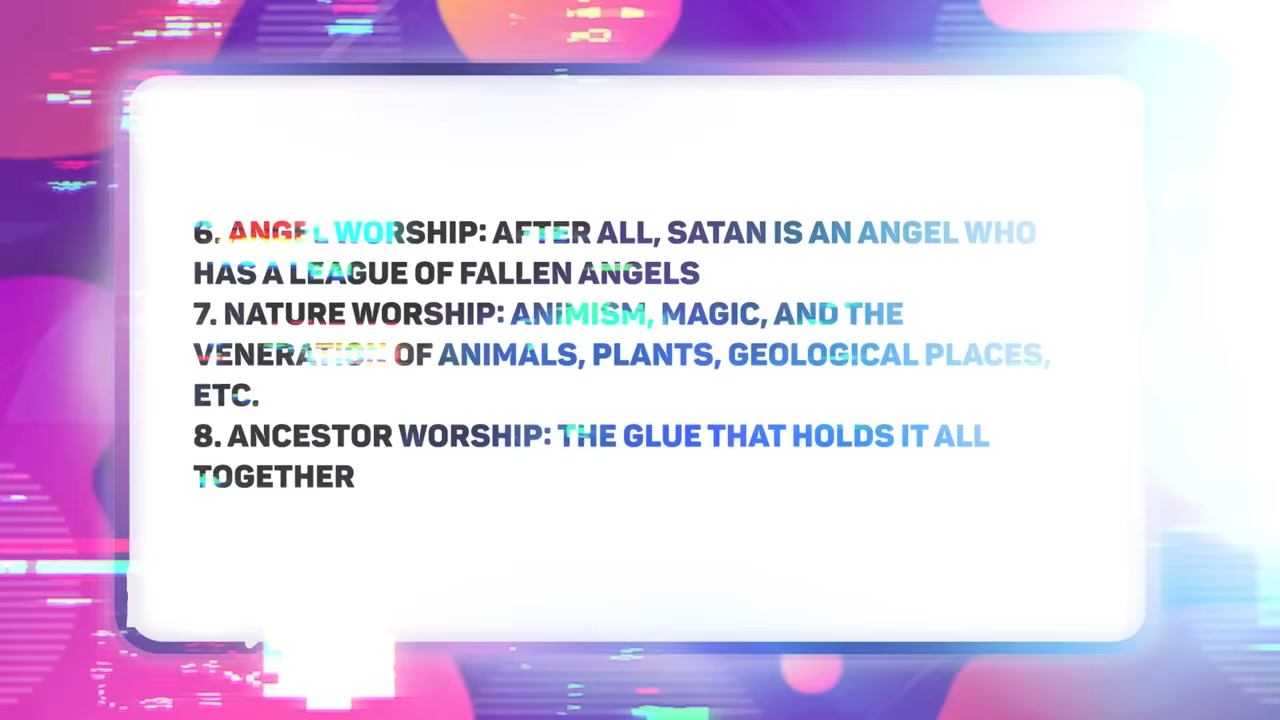 6. ANGEL WORSHIP: AFTER ALL, SATAN IS AN ANGEL WHO
HAS A LEAGUE OF FALLEN ANGELS
7. NATURE WORSHIP: ANIMISM, MAGIC, AND THE
VENERATION OF ANIMALS, PLANTS, GEOLOGICAL PLACES,
ETC.
8. ANCESTOR WORSHIP: THE GLUE THAT HOLDS IT ALL
TOGETHER